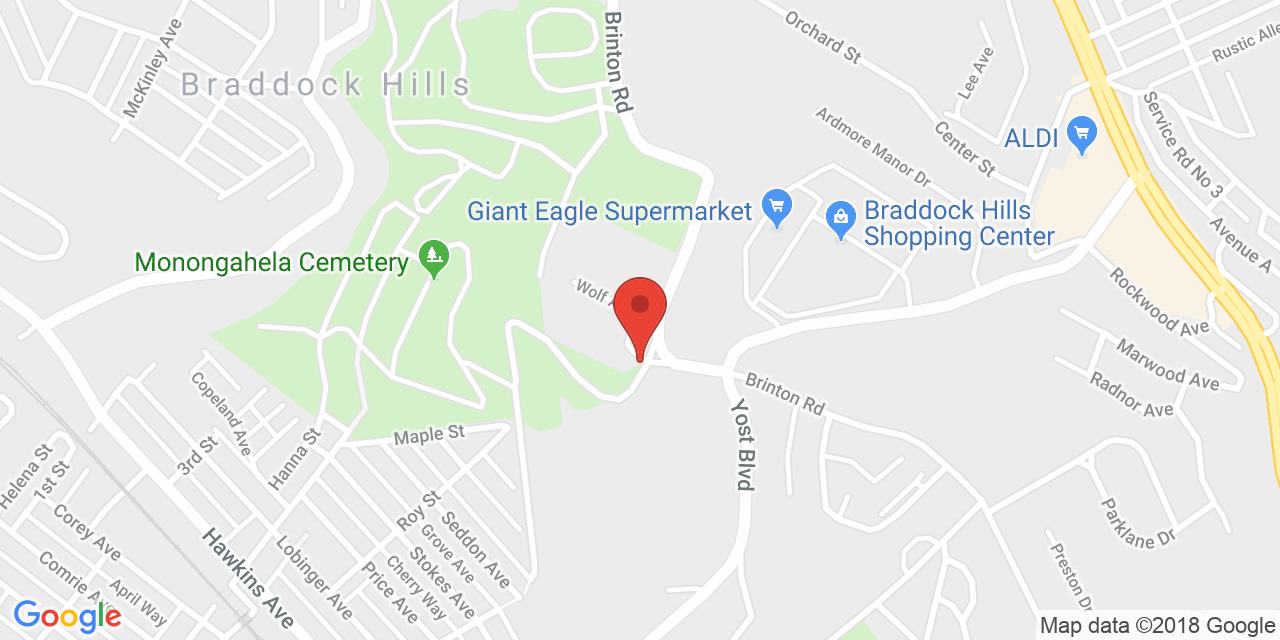 Brinton Rd
Orchard St
McKinley Ave
Braddock Hills
Lee Ave
Rustic Alle
Service Rd No 3
Ardmore Manor Dr
Center St
ALDI
Giant Eagle Supermarket
Braddock Hills
Shopping Center
Avenue A
Monongahela Cemetery
Wolf A
Rockwood Ave
Marwood Ave
Radnor Ave
Brinton Rd
Yost Blvd
Copeland Ave
Maple St
3rd St
Hanna St
Helena St
1st St
Roy St
Seddon Ave
Grove Ave
Stokes Ave
Cherry Way
Price Ave
Lobinger Ave
Hawkins Ave
Corey Ave
Comrie Ave
April Way
Parklane Dr
Preston Dr
Google
Map data ©2018 Google